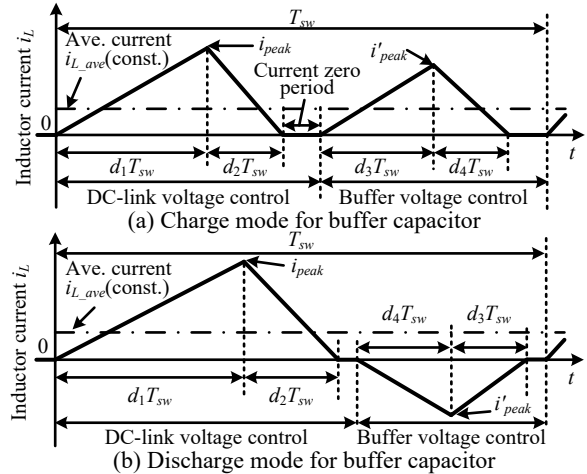 Inductor current i_L
T_sw
Ave. current
i_L_ave(const.)
i_peak
i'_peak
Current zero
period
0
t
d_1T_sw
d_2T_sw
d_3T_sw
d_4T_sw
DC-link voltage control
Buffer voltage control
(a) Charge mode for buffer capacitor
Inductor current i_L
T_sw
Ave. current
i_L_ave(const.)
i_peak
d_4T_sw
d_3T_sw
0
t
d_1T_sw
d_2T_sw
i'_peak
DC-link voltage control
Buffer voltage control
(b) Discharge mode for buffer capacitor